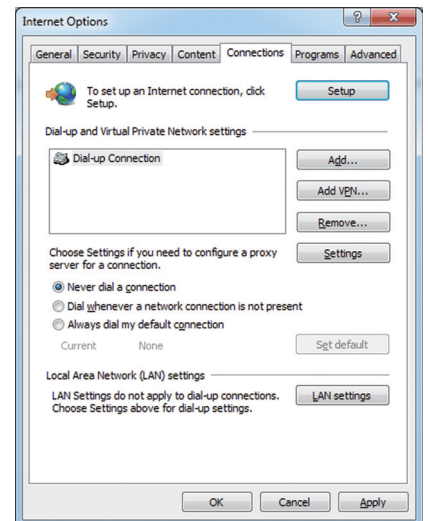 Internet Options
General Security Privacy Content Connections Programs Advanced
To set up an Internet connection, click
Setup.
Setup
Dial-up and Virtual Private Network settings
Dial-up Connection
Add...
Add VPN...
Remove...
Choose Settings if you need to configure a proxy
server for a connection.
Settings
Never dial a connection
Dial whenever a network connection is not present
Always dial my default connection
Current None
Set default
Local Area Network (LAN) settings
LAN Settings do not apply to dial-up connections.
Choose Settings above for dial-up settings.
LAN settings
OK Cancel Apply